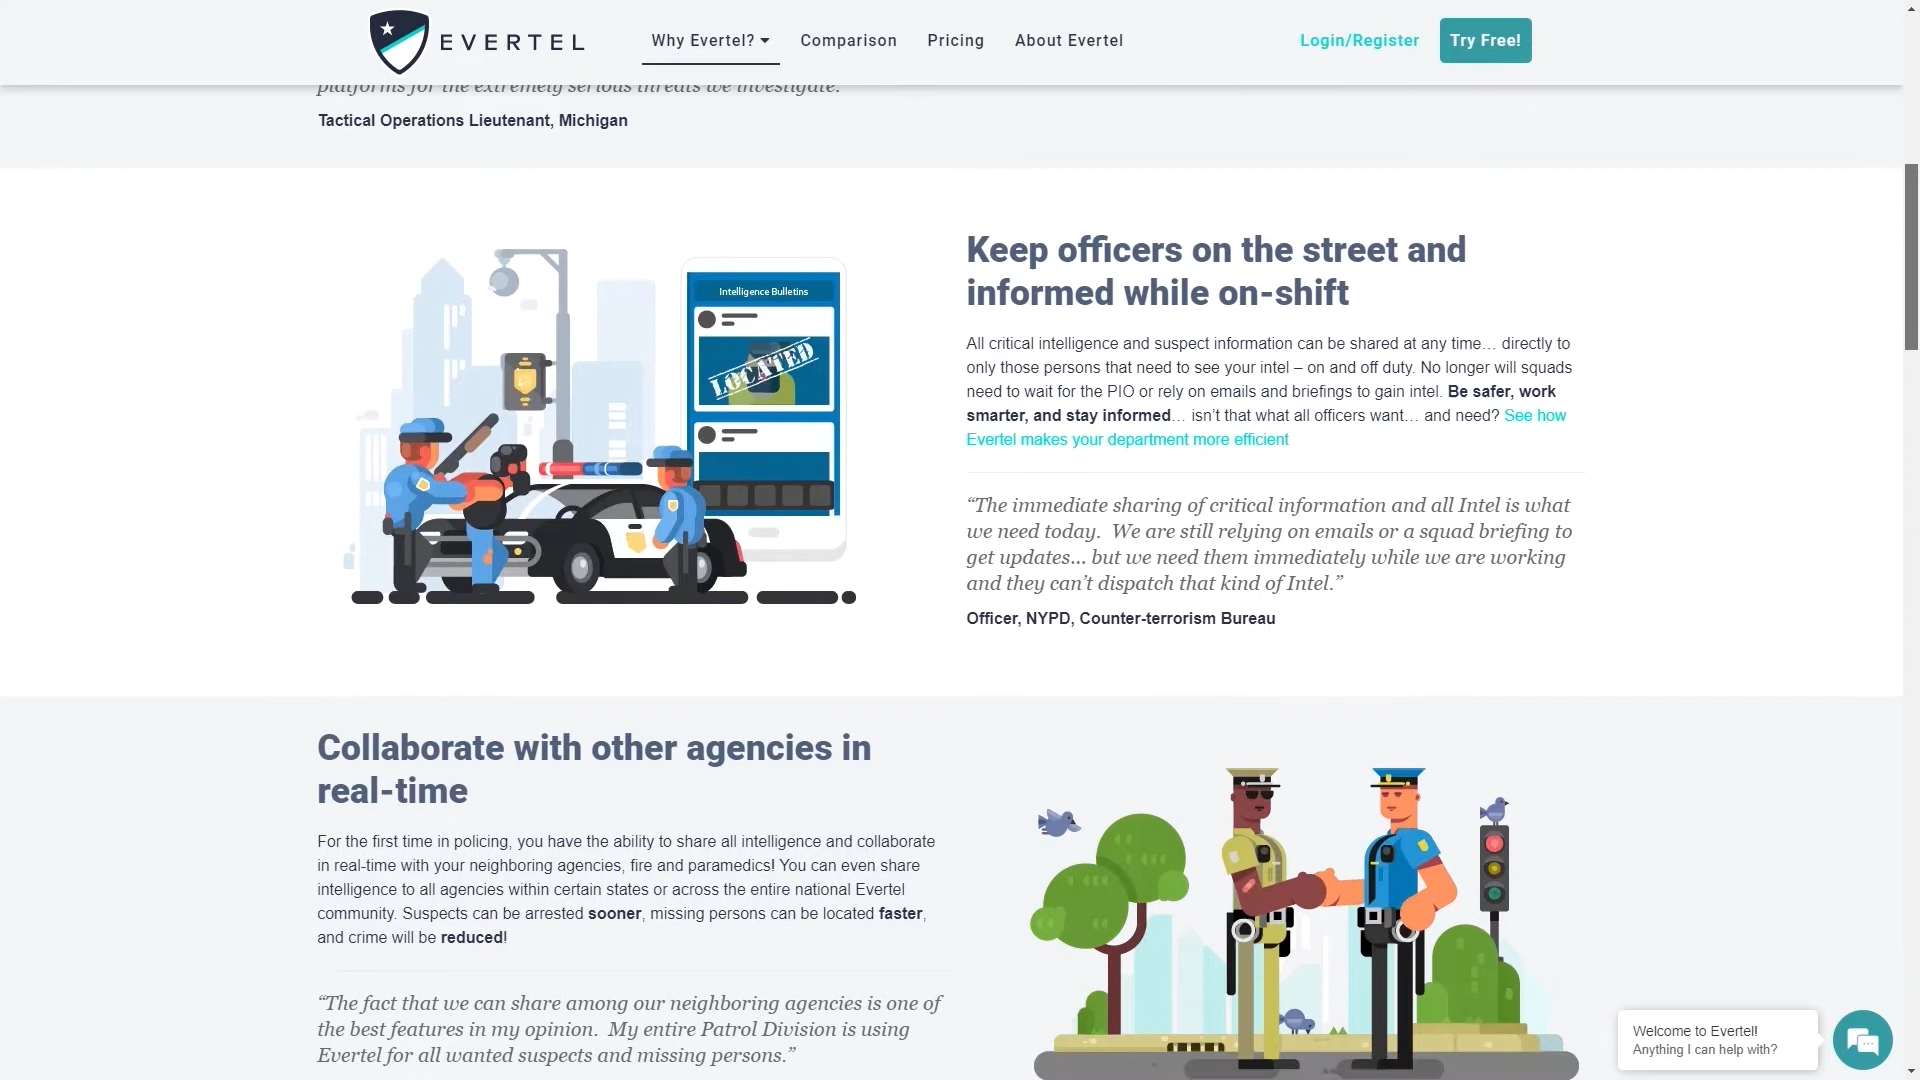 EVERTEL
Why Evertel?
Comparison
Pricing
About Evertel
Login/Register
Try Free!
platforms for the extremely serious threats we investigate.
Tactical Operations Lieutenant, Michigan
Intelligence Bulletins
LOCATED
Keep officers on the street and
informed while on-shift
All critical intelligence and suspect information can be shared at any time… directly to
only those persons that need to see your intel – on and off duty. No longer will squads
need to wait for the PIO or rely on emails and briefings to gain intel. Be safer, work
smarter, and stay informed… isn’t that what all officers want… and need? See how
Evertel makes your department more efficient
“The immediate sharing of critical information and all Intel is what
we need today.  We are still relying on emails or a squad briefing to
get updates… but we need them immediately while we are working
and they can’t dispatch that kind of Intel.”
Officer, NYPD, Counter-terrorism Bureau
Collaborate with other agencies in
real-time
For the first time in policing, you have the ability to share all intelligence and collaborate
in real-time with your neighboring agencies, fire and paramedics! You can even share
intelligence to all agencies within certain states or across the entire national Evertel
community. Suspects can be arrested sooner, missing persons can be located faster,
and crime will be reduced!
“The fact that we can share among our neighboring agencies is one of
the best features in my opinion.  My entire Patrol Division is using
Evertel for all wanted suspects and missing persons.”
Welcome to Evertel!
Anything I can help with?